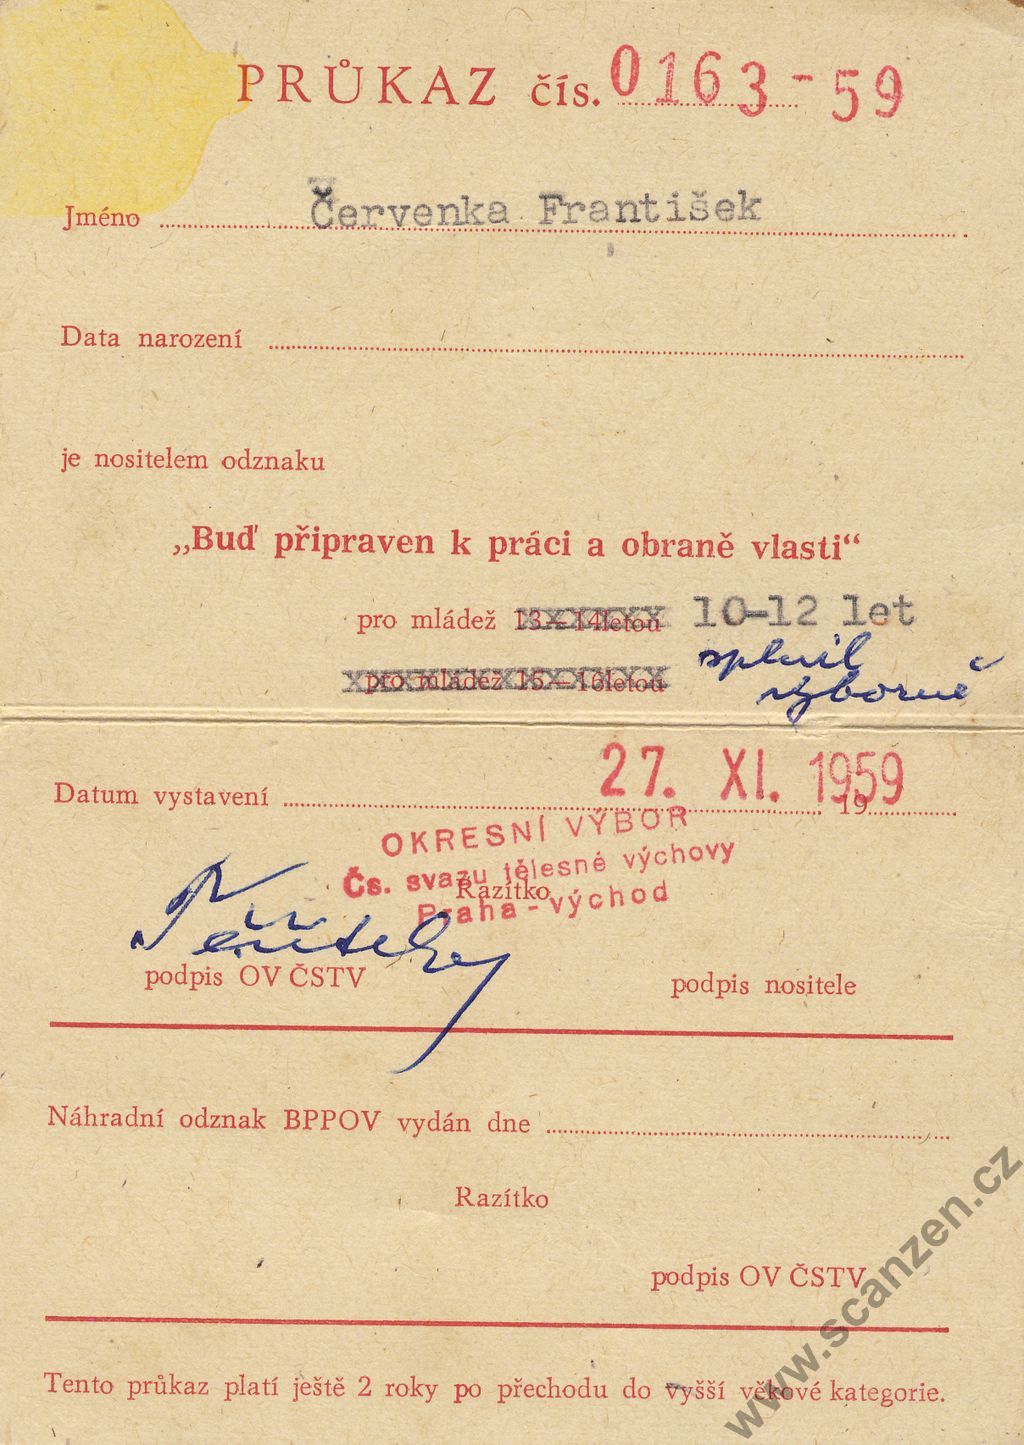 PRŮKAZ čís. 0163-59
Jméno Červenka František
Data narození
je nositelem odznaku
„Buď připraven k práci a obraně vlasti“
pro mládež 13—14letou 10-12 let
pro mládež 15—16letou splnil
výborně
Datum vystavení 27. XI. 1959 19
OKRESNÍ VÝBOR
Čs. svazu tělesné výchovy
Razítko
Praha-východ
podpis OV ČSTV podpis nositele
Náhradní odznak BPPOV vydán dne
Razítko
podpis OV ČSTV
Tento průkaz platí ještě 2 roky po přechodu do vyšší věkové kategorie.
www.scanzen.cz